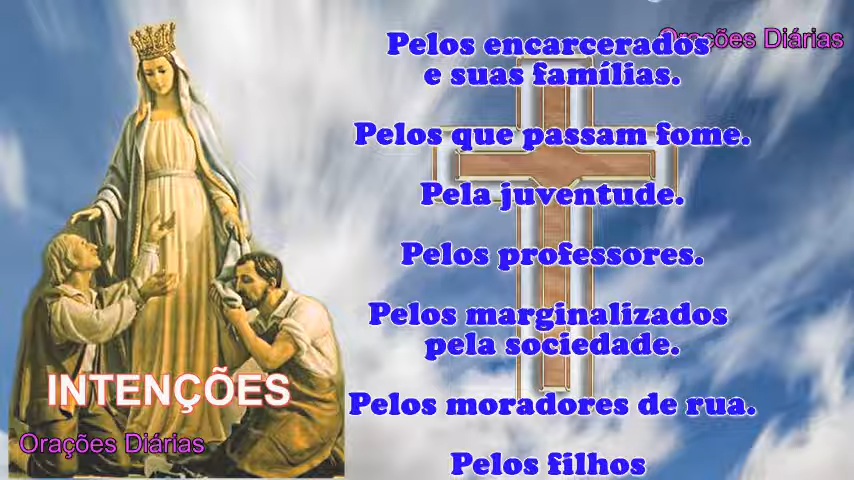 Orações Diárias
Pelos encarcerados
e suas famílias.
Pelos que passam fome.
Pela juventude.
Pelos professores.
Pelos marginalizados
pela sociedade.
Pelos moradores de rua.
Pelos filhos
INTENÇÕES
Orações Diárias